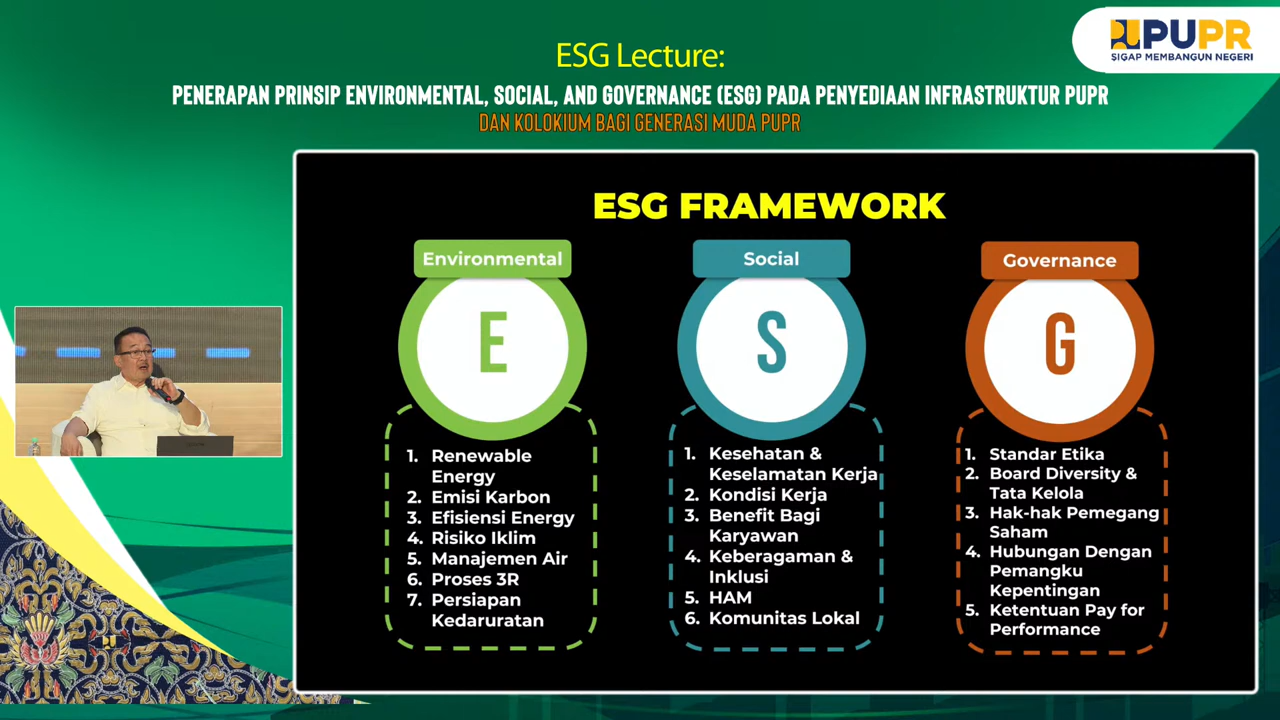 PUPR
SIGAP MEMBANGUN NEGERI
ESG Lecture:
PENERAPAN PRINSIP ENVIRONMENTAL, SOCIAL, AND GOVERNANCE (ESG) PADA PENYEDIAAN INFRASTRUKTUR PUPR
DAN KOLOKIUM BAGI GENERASI MUDA PUPR
ESG FRAMEWORK
Environmental
E
1. Renewable
Energy
2. Emisi Karbon
3. Efisiensi Energy
4. Risiko Iklim
5. Manajemen Air
6. Proses 3R
7. Persiapan
Kedaruratan
Social
S
1. Kesehatan &
Keselamatan Kerja
2. Kondisi Kerja
3. Benefit Bagi
Karyawan
4. Keberagaman &
Inklusi
5. HAM
6. Komunitas Lokal
Governance
G
1. Standar Etika
2. Board Diversity &
Tata Kelola
3. Hak-hak Pemegang
Saham
4. Hubungan Dengan
Pemangku
Kepentingan
5. Ketentuan Pay for
Performance